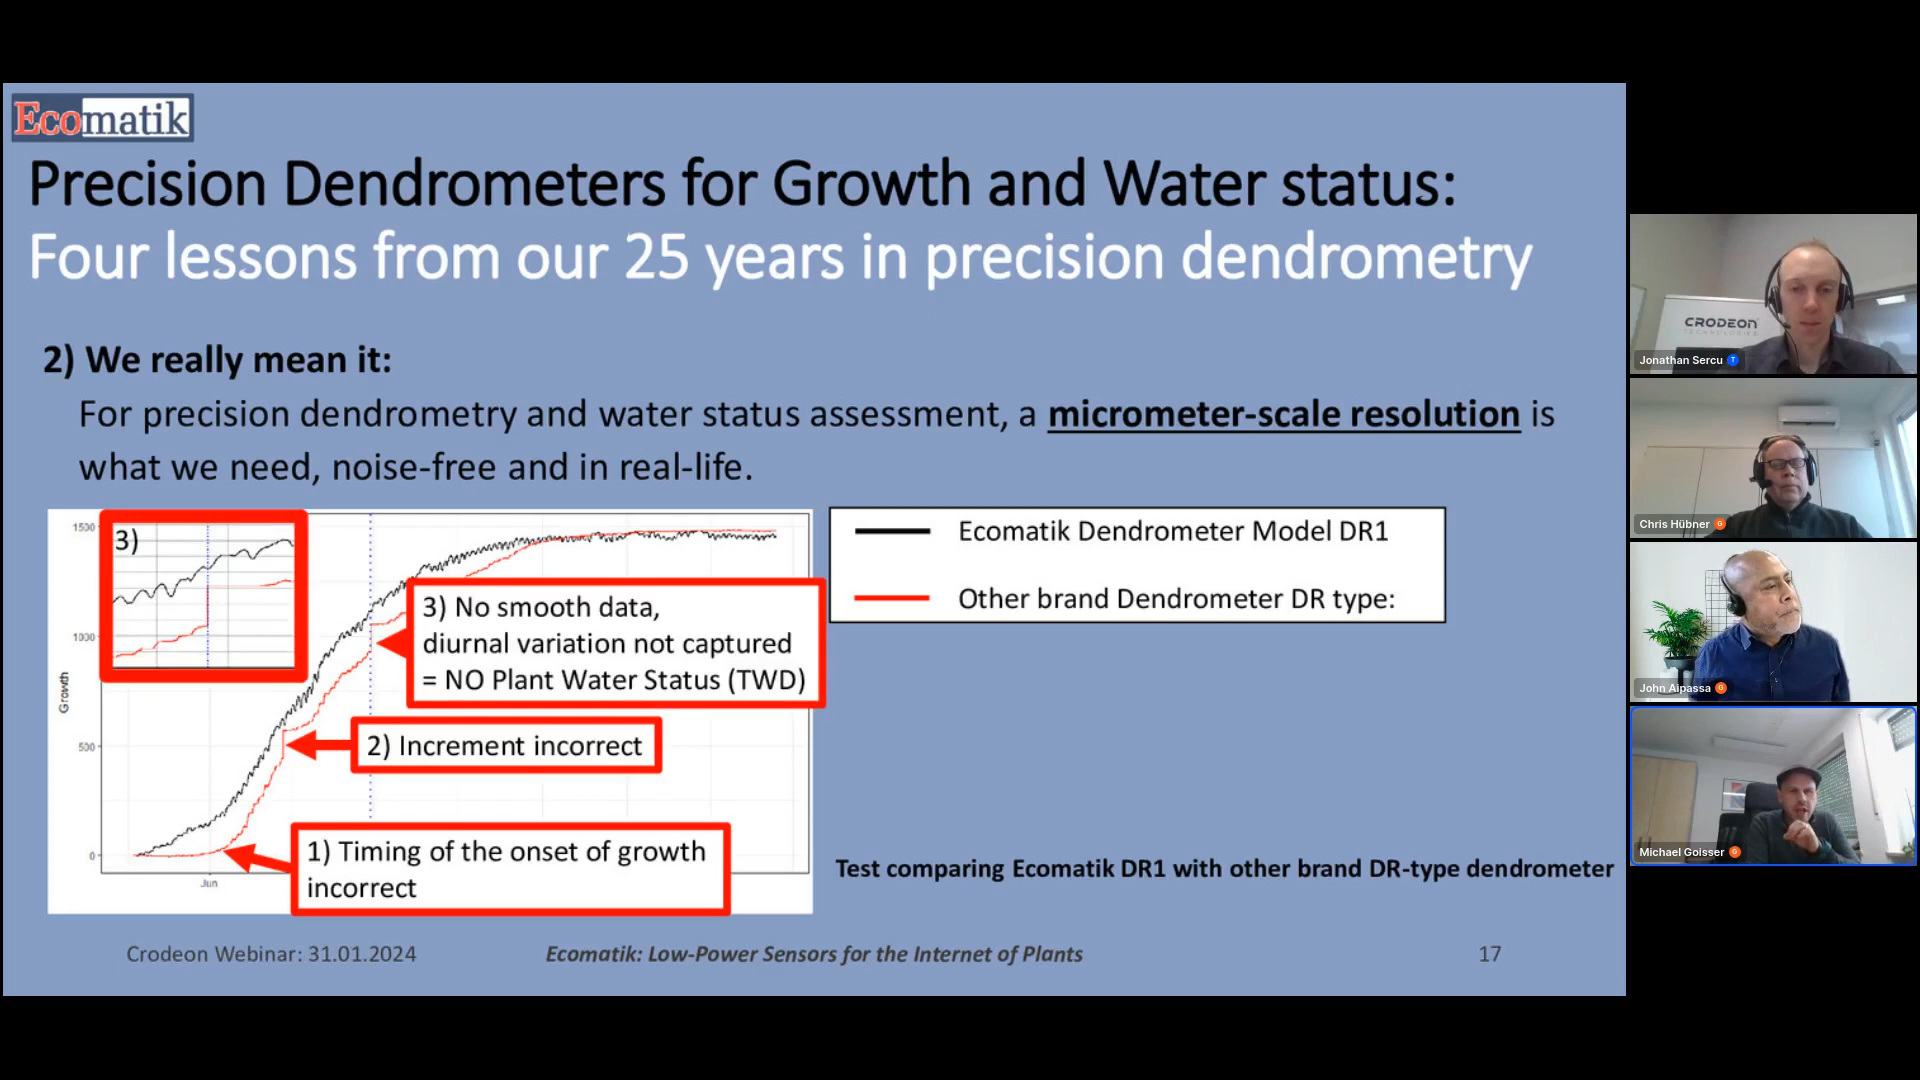 Ecomatik
Precision Dendrometers for Growth and Water status:
Four lessons from our 25 years in precision dendrometry
2) We really mean it:
For precision dendrometry and water status assessment, a micrometer-scale resolution is
what we need, noise-free and in real-life.
1500
1000
500
0
Growth
Jun
3)
3) No smooth data,
diurnal variation not captured
= NO Plant Water Status (TWD)
2) Increment incorrect
1) Timing of the onset of growth
incorrect
Ecomatik Dendrometer Model DR1
Other brand Dendrometer DR type:
Test comparing Ecomatik DR1 with other brand DR-type dendrometer
Crodeon Webinar: 31.01.2024
Ecomatik: Low-Power Sensors for the Internet of Plants
17
CRODEON
TECHNOLOGIES
Jonathan Sercu T
Chris Hübner G
John Aipassa G
Michael Goisser G